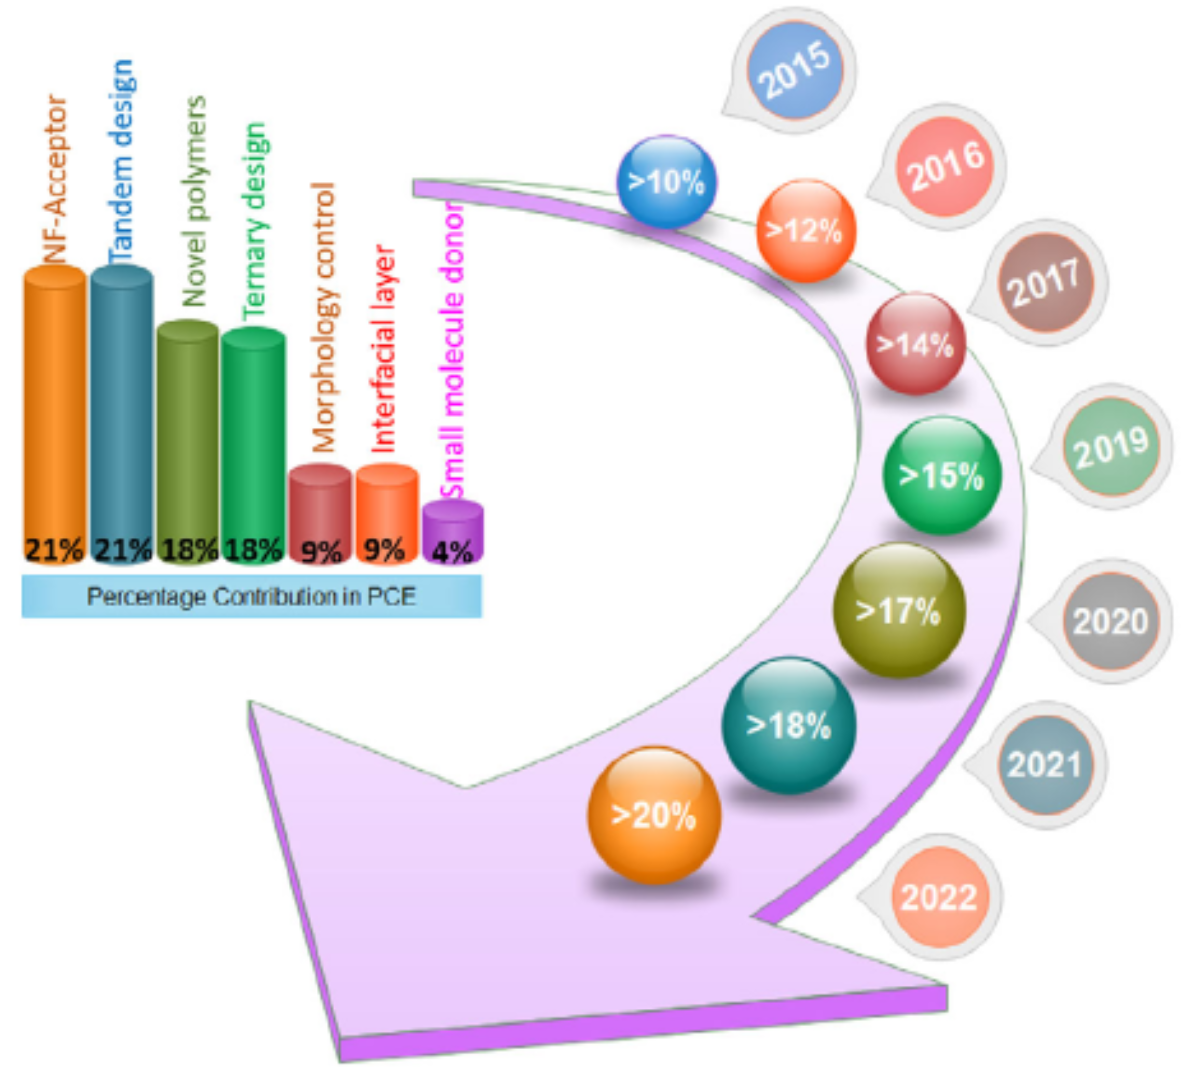 NF-Acceptor
Tandem design
Novel polymers
Ternary design
Morphology control
Interfacial layer
Small molecule donor
21%
21%
18%
18%
9%
9%
4%
Percentage Contribution in PCE
2015
>10%
2016
>12%
2017
>14%
2019
>15%
2020
>17%
2021
>18%
2022
>20%